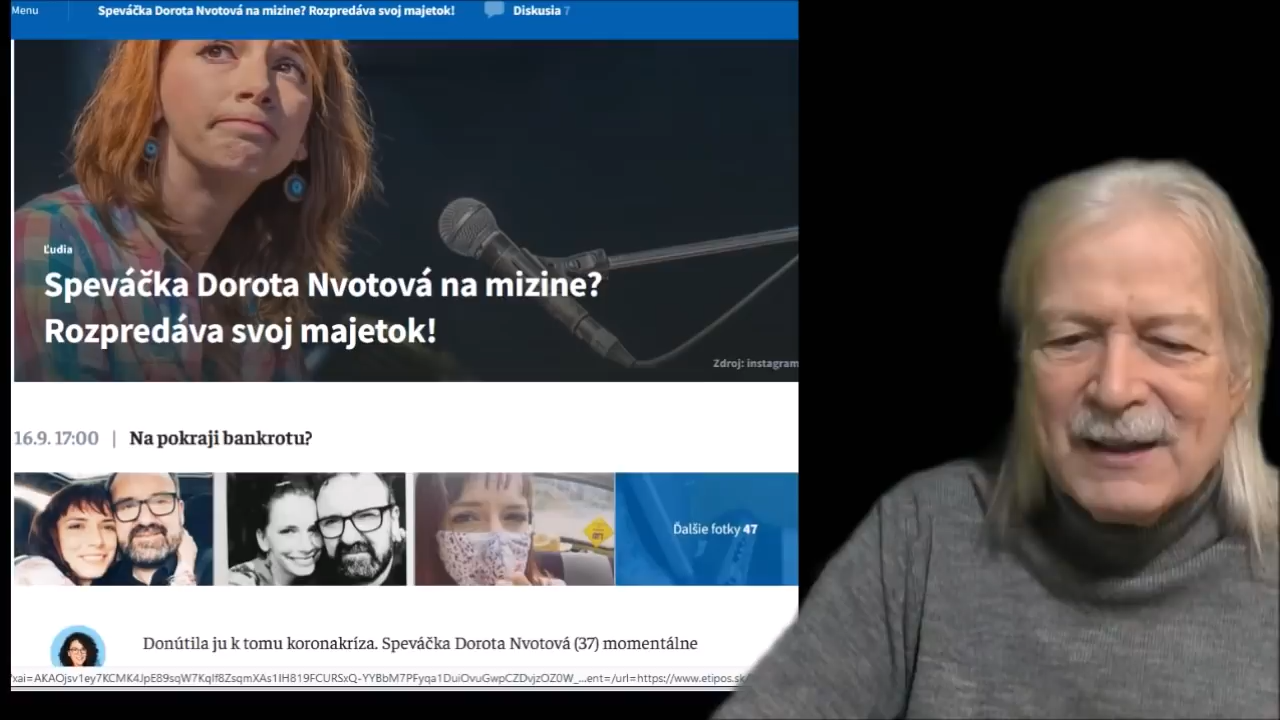 Menu
Speváčka Dorota Nvotová na mizine? Rozpredáva svoj majetok!
Diskusia 7
Ľudia
Speváčka Dorota Nvotová na mizine?
Rozpredáva svoj majetok!
Zdroj: instagram
16.9. 17:00 | Na pokraji bankrotu?
Ďalšie fotky 47
Donútila ju k tomu koronakríza. Speváčka Dorota Nvotová (37) momentálne